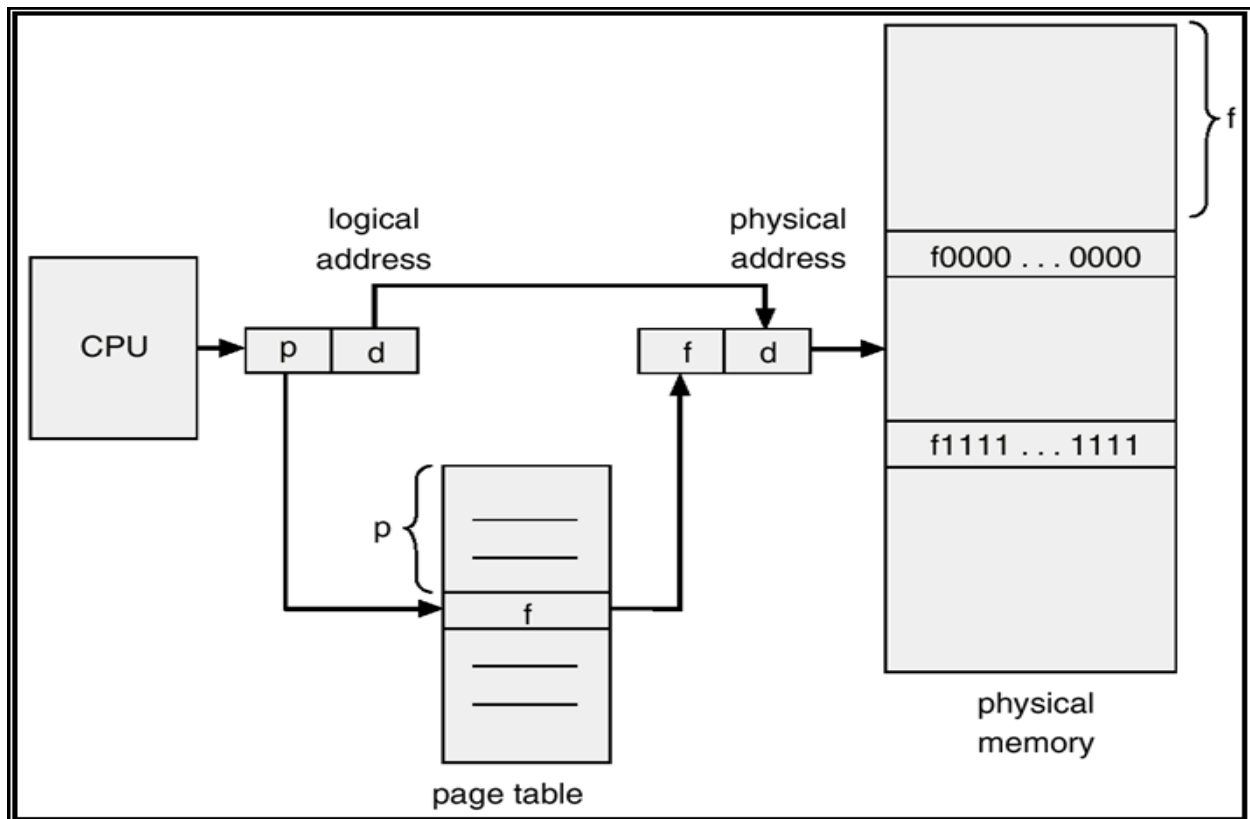 f
logical
address
physical
address
f0000 . . . 0000
CPU
p
d
f
d
f1111 . . . 1111
p
f
physical
memory
page table